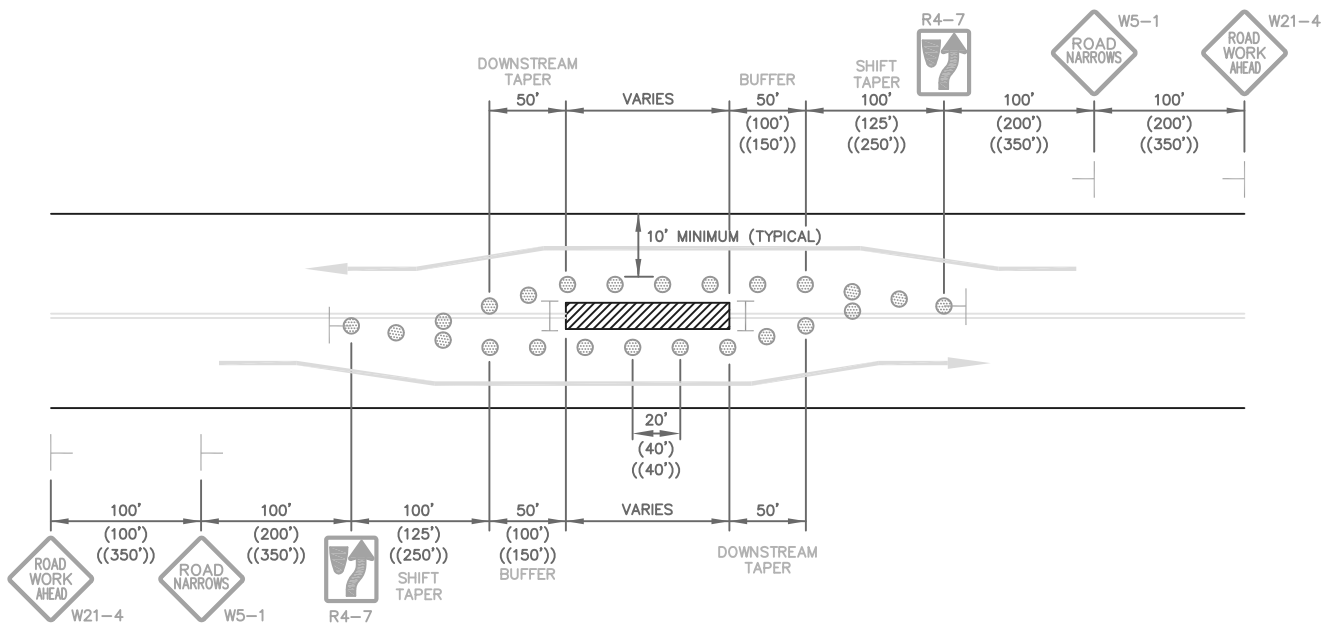 R4-7
W5-1
W21-4
ROAD
NARROWS
ROAD
WORK
AHEAD
DOWNSTREAM
TAPER
BUFFER
SHIFT
TAPER
50'
VARIES
50'
100'
100'
100'
(100')
(125')
(200')
(200')
((150'))
((250'))
((350'))
((350'))
10' MINIMUM (TYPICAL)
20'
(40')
((40'))
100'
100'
100'
50'
VARIES
50'
(100')
(200')
(125')
(100')
((350'))
((350'))
((250'))
((150'))
ROAD
WORK
AHEAD
ROAD
NARROWS
SHIFT
TAPER
BUFFER
DOWNSTREAM
TAPER
W21-4
W5-1
R4-7